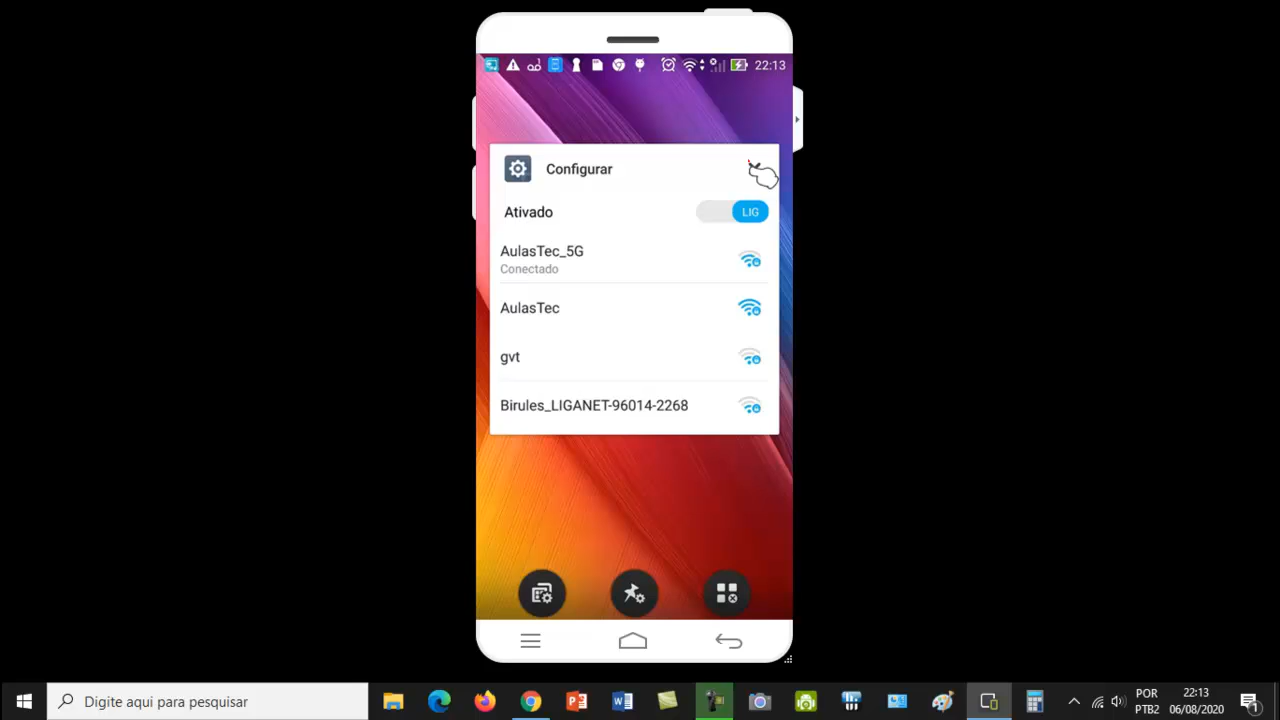 22:13
Configurar
Ativado
LIG
AulasTec_5G
Conectado
AulasTec
gvt
Birules_LIGANET-96014-2268
Digite aqui para pesquisar
POR
PTB2
22:13
06/08/2020
1